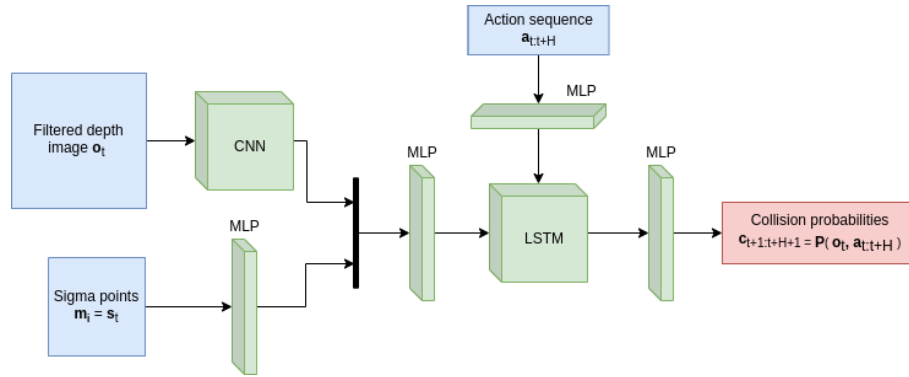 Action sequence
a_{t:t+H}
MLP
Filtered depth
image o_t
CNN
MLP
MLP
MLP
LSTM
Collision probabilities
c_{t+1:t+H+1} = P( o_t, a_{t:t+H} )
Sigma points
m_i = s_t